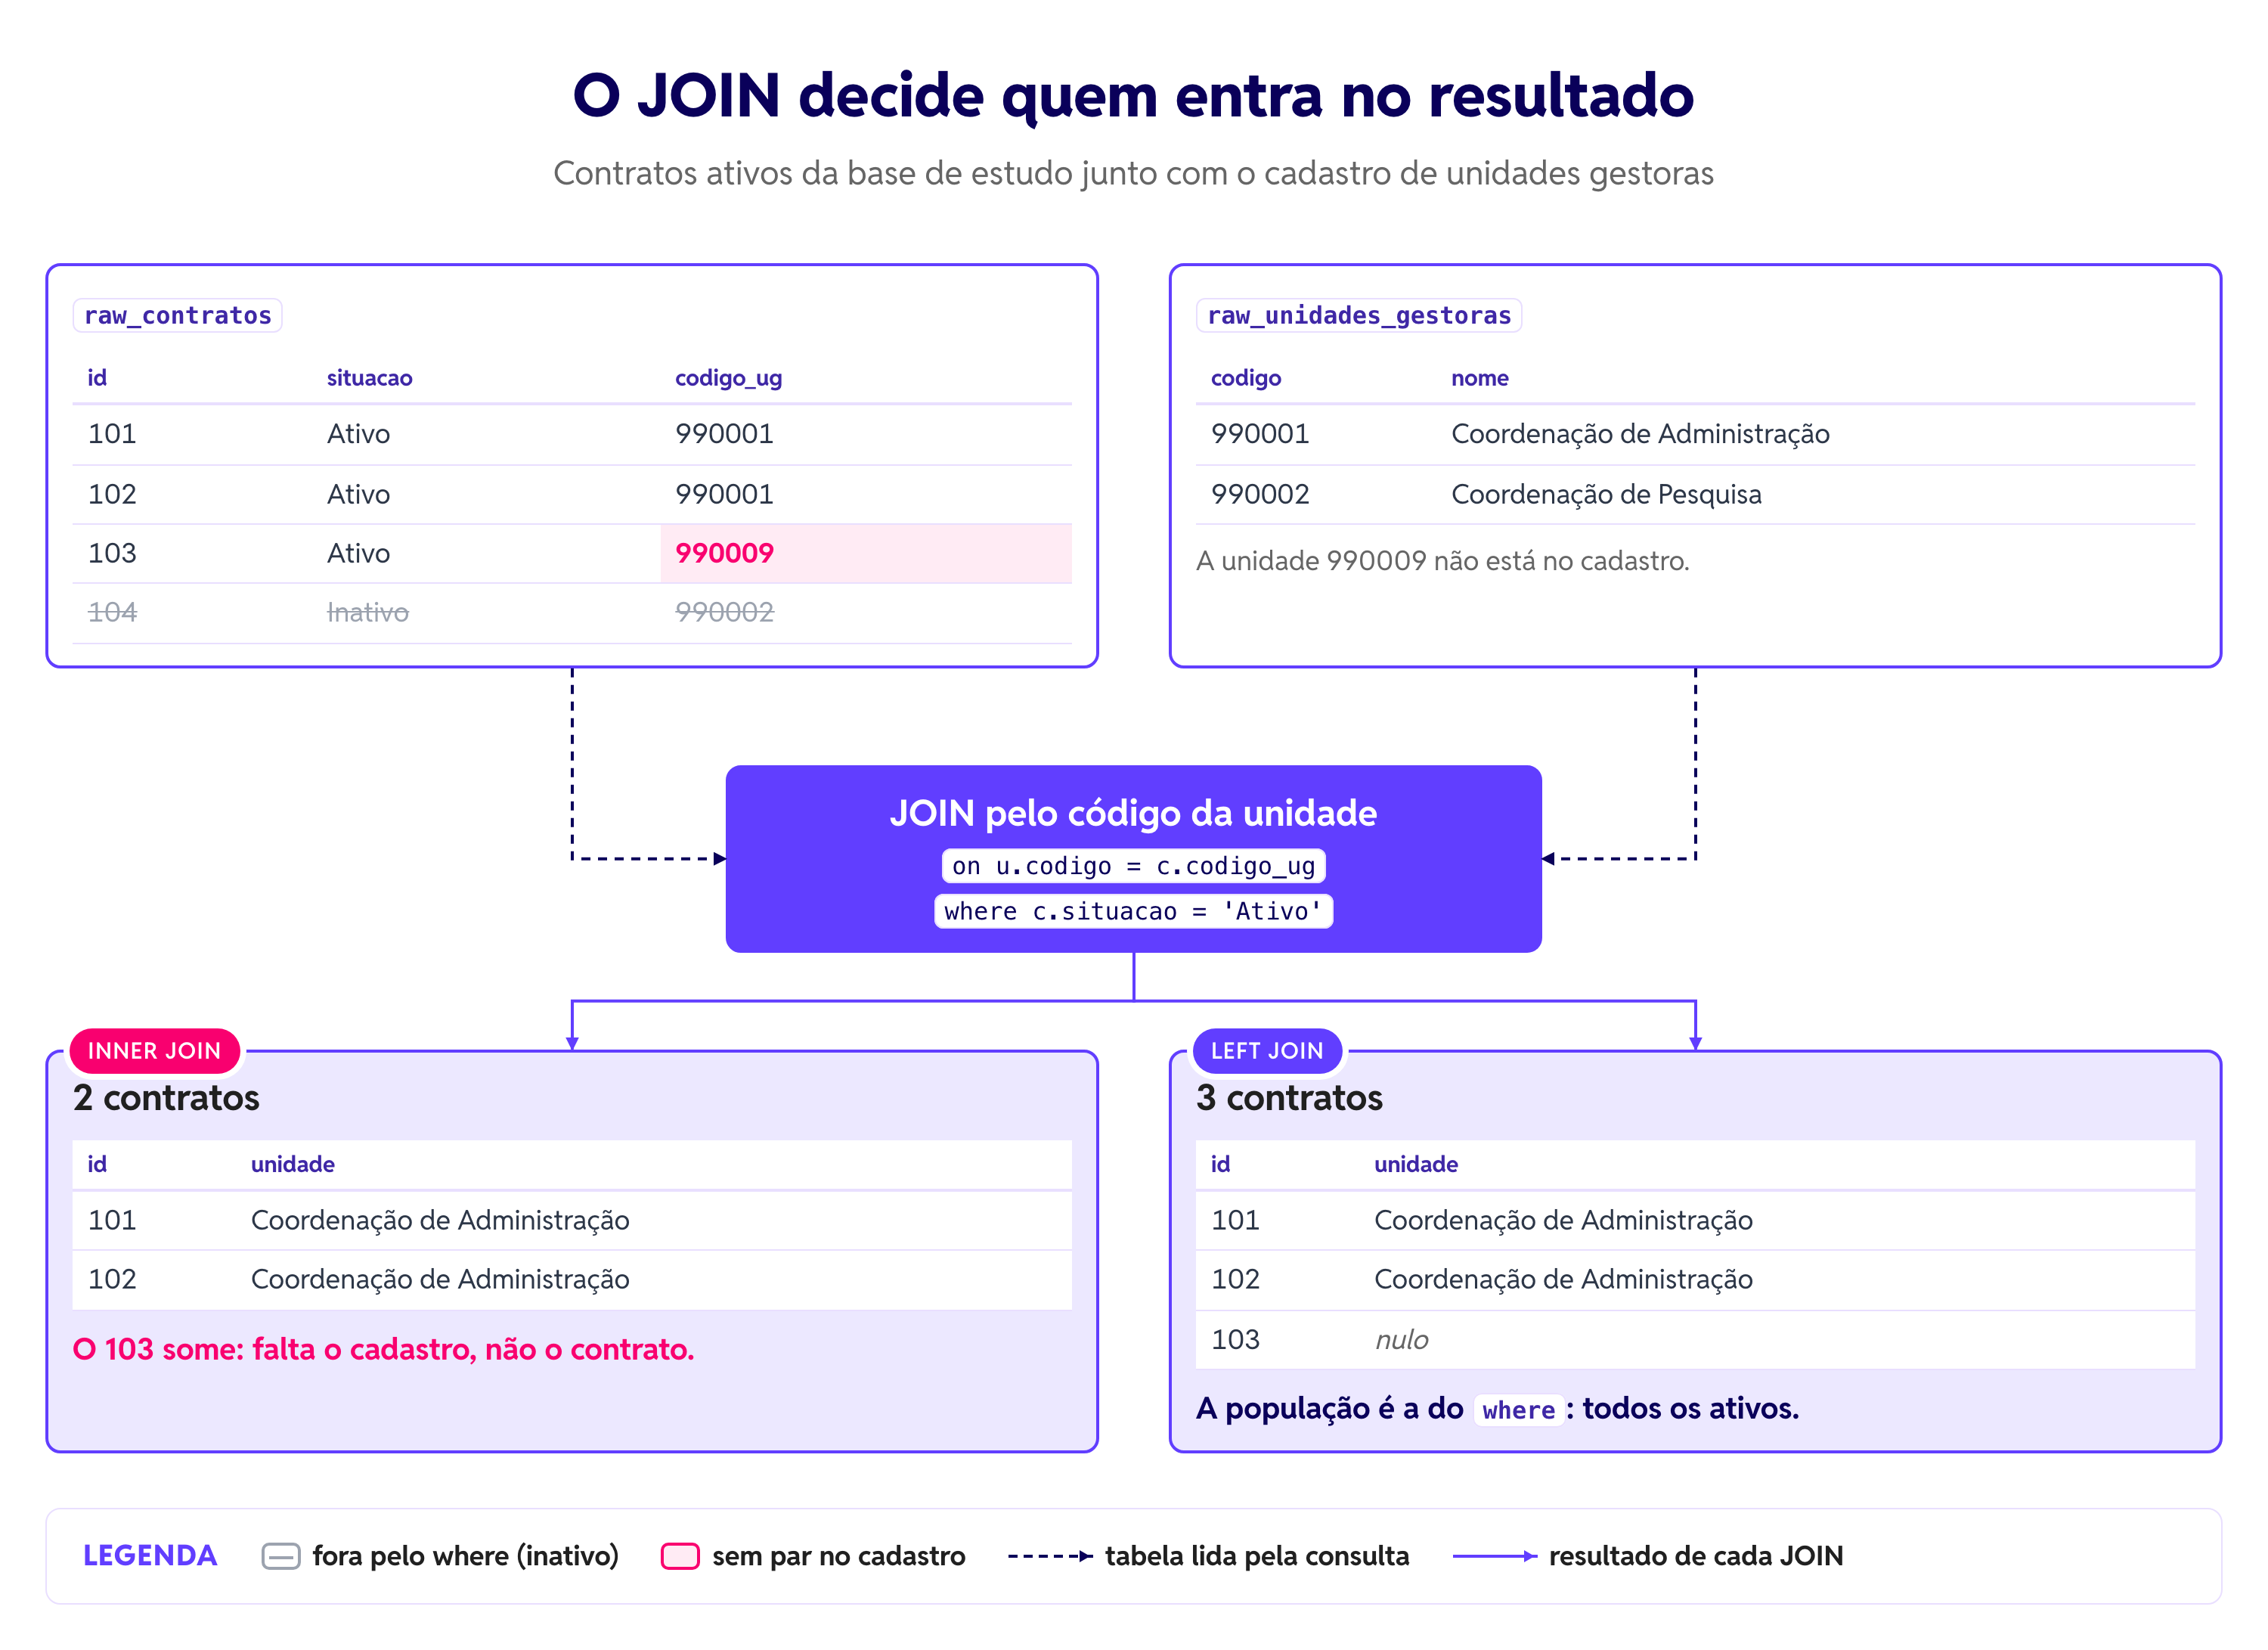 O JOIN decide quem entra no resultado
Contratos ativos da base de estudo junto com o cadastro de unidades gestoras
raw_contratos
id situacao codigo_ug
101 Ativo 990001
102 Ativo 990001
103 Ativo 990009
104 Inativo 990002
raw_unidades_gestoras
codigo nome
990001 Coordenação de Administração
990002 Coordenação de Pesquisa
A unidade 990009 não está no cadastro.
JOIN pelo código da unidade
on u.codigo = c.codigo_ug
where c.situacao = 'Ativo'
INNER JOIN
2 contratos
id unidade
101 Coordenação de Administração
102 Coordenação de Administração
O 103 some: falta o cadastro, não o contrato.
LEFT JOIN
3 contratos
id unidade
101 Coordenação de Administração
102 Coordenação de Administração
103 nulo
A população é a do where: todos os ativos.
LEGENDA fora pelo where (inativo) sem par no cadastro tabela lida pela consulta resultado de cada JOIN